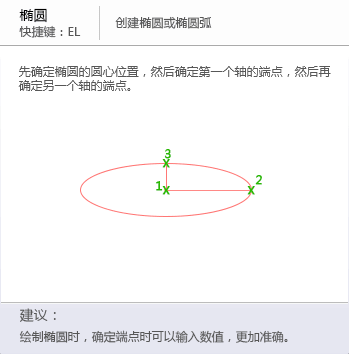 椭圆
快捷键：EL
创建椭圆或椭圆弧
先确定椭圆的圆心位置，然后确定第一个轴的端点，然后再
确定另一个轴的端点。
3
1
2
建议：
绘制椭圆时，确定端点时可以输入数值，更加准确。